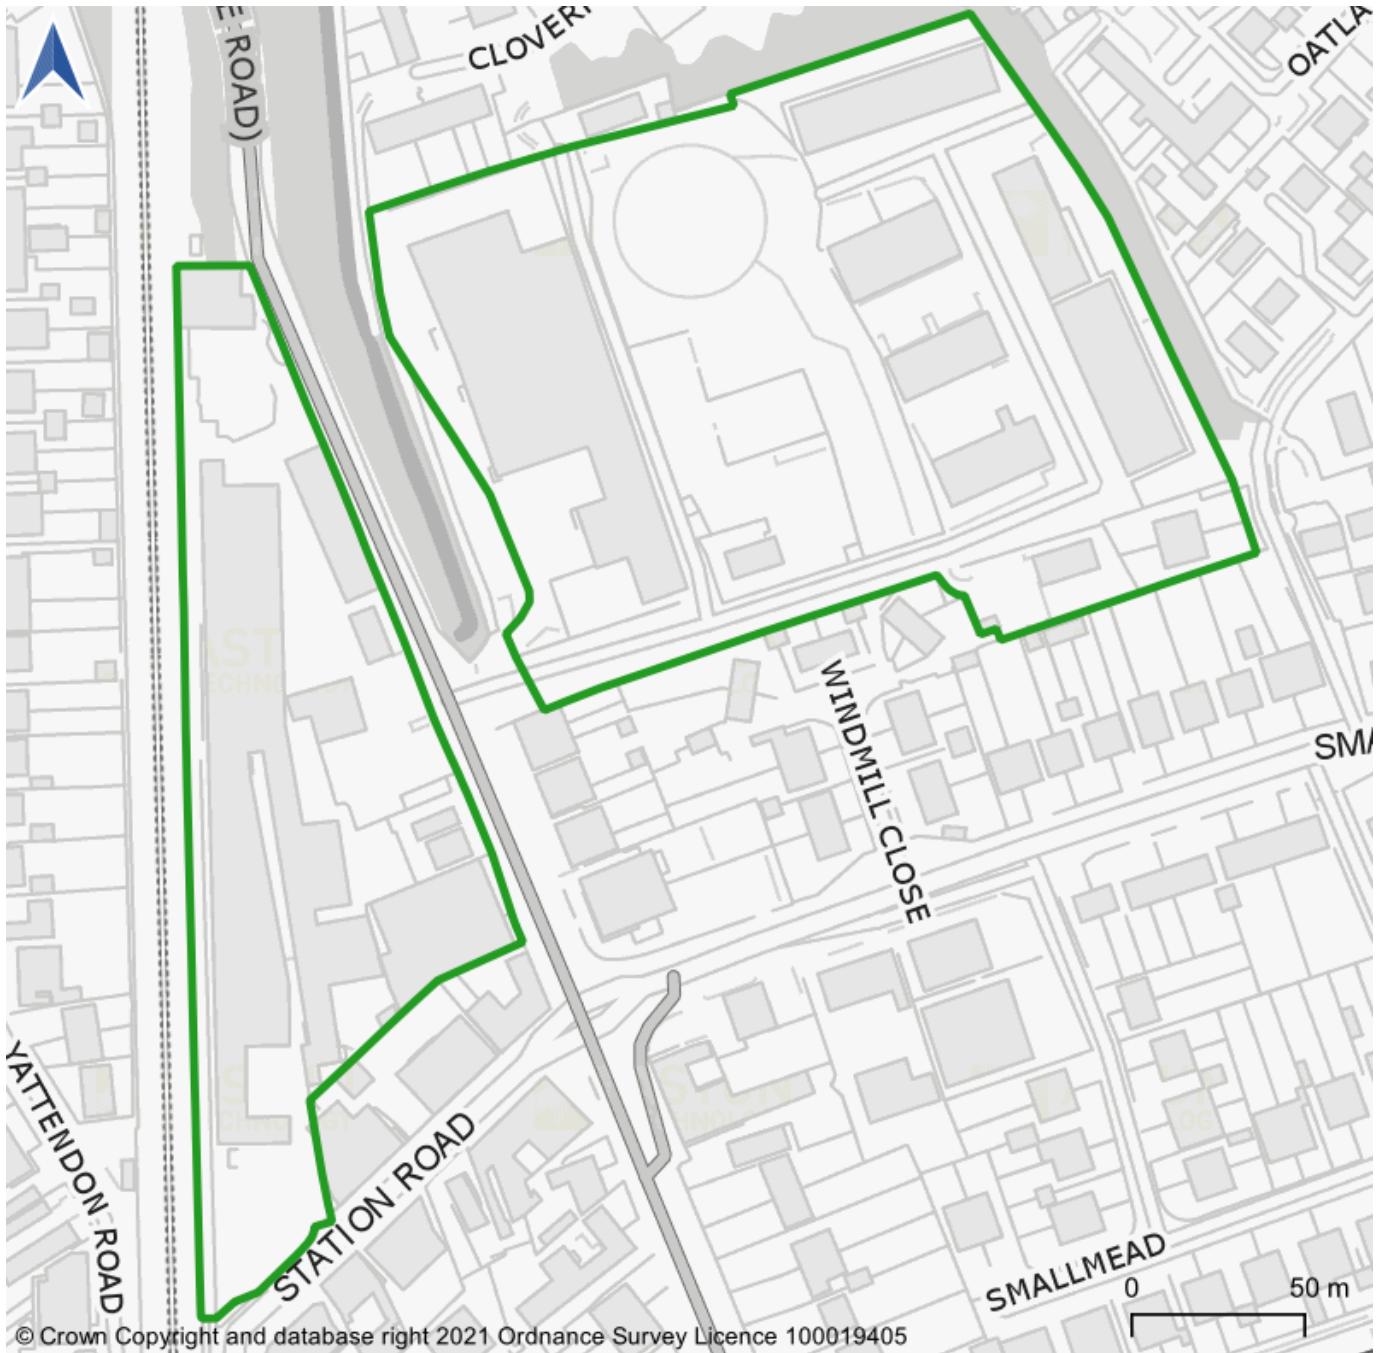 E ROAD)
CLOVER
OATLA
WINDMILL CLOSE
SMA
YATTENDON ROAD
STATION ROAD
SMALLMEAD
0 50 m
© Crown Copyright and database right 2021 Ordnance Survey Licence 100019405